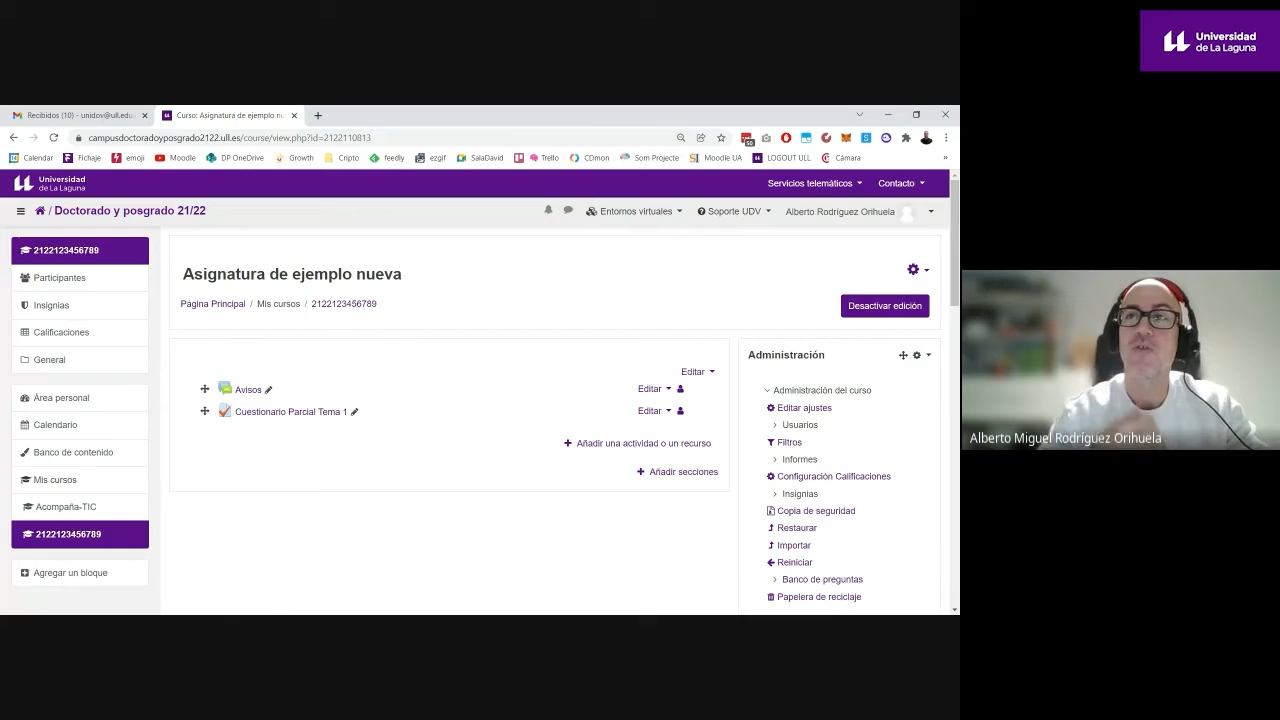 Universidad
de La Laguna
Recibidos (10) - unidov@ull.edu.
Curso: Asignatura de ejemplo nu
campusdoctoradoyposgrado2122.ull.es/course/view.php?id=2122110813
50
Calendar
Fichaje
emoji
Moodle
DP OneDrive
Growth
Cripto
feedly
ezgif
SalaDavid
Trello
CDmon
Som Projecte
Moodle UA
LOGOUT ULL
Cámara
»
Universidad
de La Laguna
Servicios telemáticos
Contacto
/ Doctorado y posgrado 21/22
Entornos virtuales
Soporte UDV
Alberto Rodríguez Orihuela
2122123456789
Participantes
Insignias
Calificaciones
General
Área personal
Calendario
Banco de contenido
Mis cursos
Acompaña-TIC
2122123456789
Agregar un bloque
Asignatura de ejemplo nueva
Página Principal / Mis cursos / 2122123456789
Desactivar edición
Editar
Avisos
Editar
Cuestionario Parcial Tema 1
Editar
+ Añadir una actividad o un recurso
+ Añadir secciones
Administración
Administración del curso
Editar ajustes
Usuarios
Filtros
Informes
Configuración Calificaciones
Insignias
Copia de seguridad
Restaurar
Importar
Reiniciar
Banco de preguntas
Papelera de reciclaje
Alberto Miguel Rodríguez Orihuela